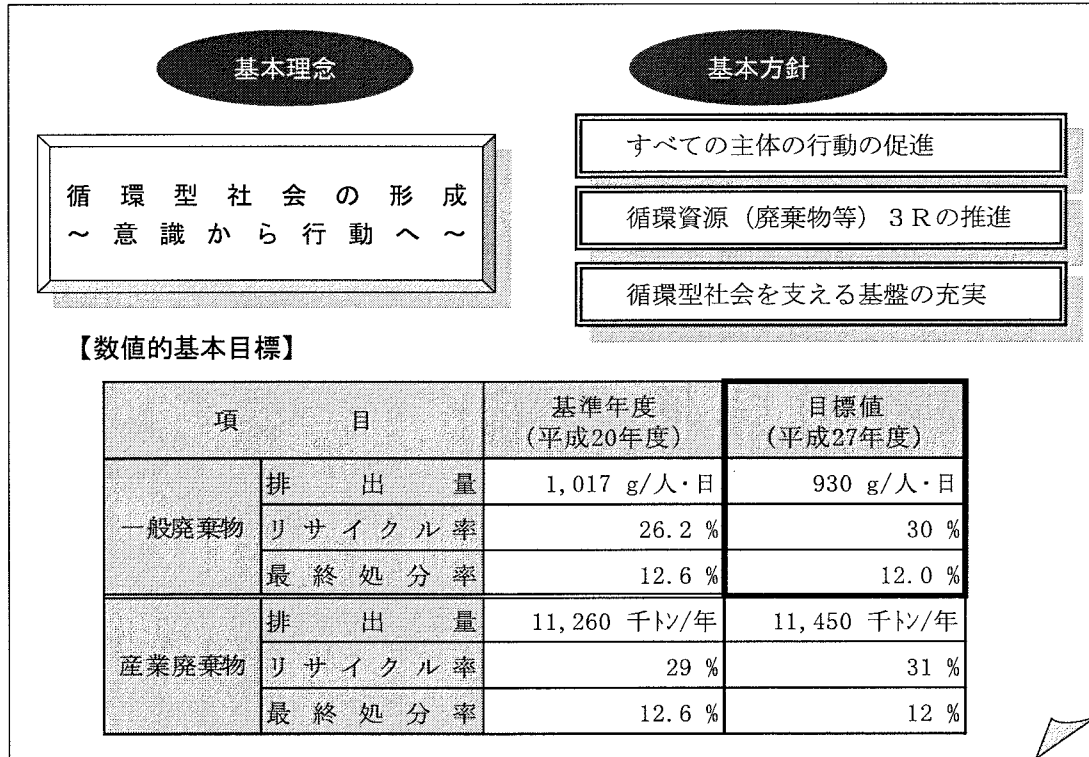 基本理念
循環型社会の形成
～意識から行動へ～
基本方針
すべての主体の行動の促進
循環資源（廃棄物等）３Ｒの推進
循環型社会を支える基盤の充実
【数値的基本目標】
項　目 基準年度（平成20年度） 目標値（平成27年度）
一般廃棄物
排出量 1,017 g/人・日 930 g/人・日
リサイクル率 26.2 % 30 %
最終処分率 12.6 % 12.0 %
産業廃棄物
排出量 11,260 千トン/年 11,450 千トン/年
リサイクル率 29 % 31 %
最終処分率 12.6 % 12 %